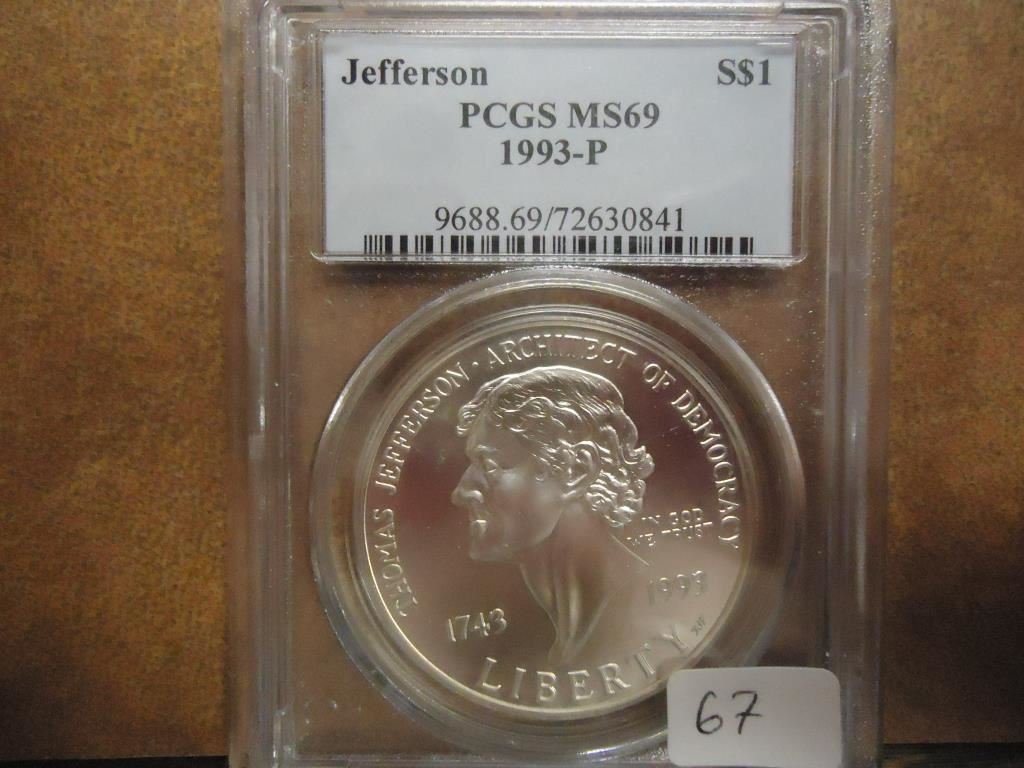 Jefferson S$1
PCGS MS69
1993-P
9688.69/72630841
THOMAS JEFFERSON · ARCHITECT OF DEMOCRACY
IN GOD
WE TRUST
1743 1993
LIBERTY
67